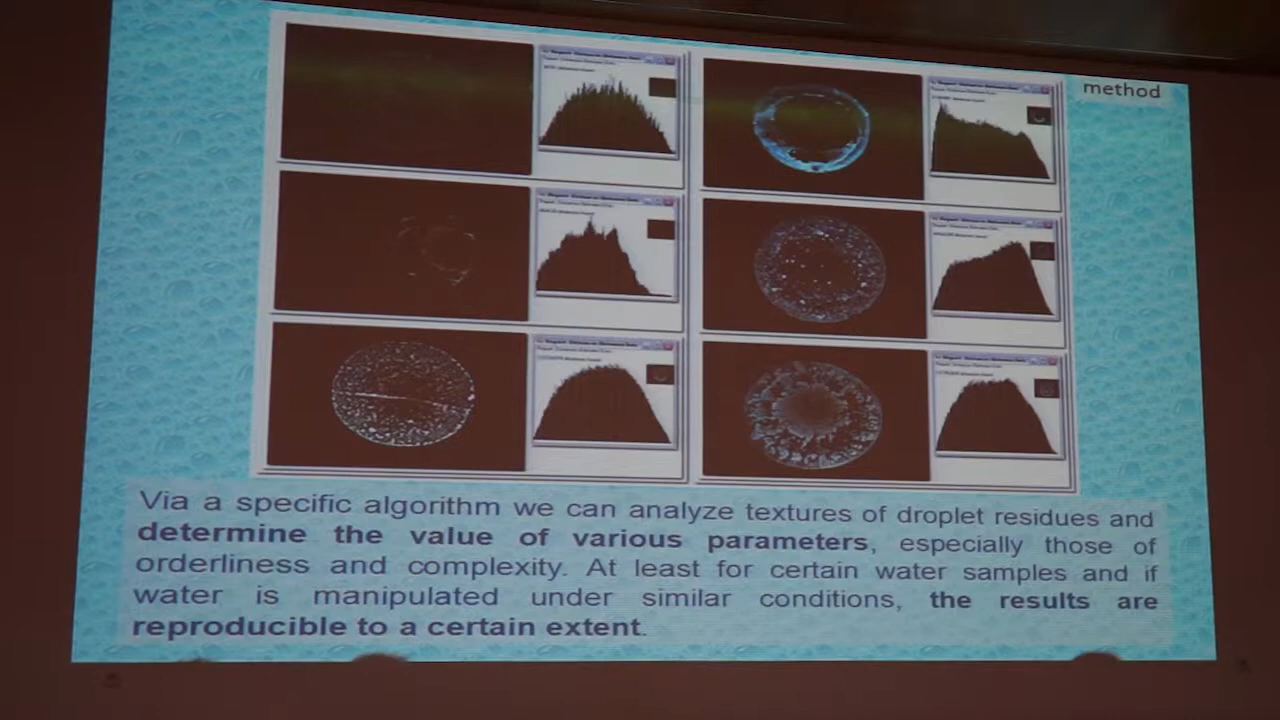 method
Via a specific algorithm we can analyze textures of droplet residues and
determine the value of various parameters, especially those of
orderliness and complexity. At least for certain water samples and if
water is manipulated under similar conditions, the results are
reproducible to a certain extent.